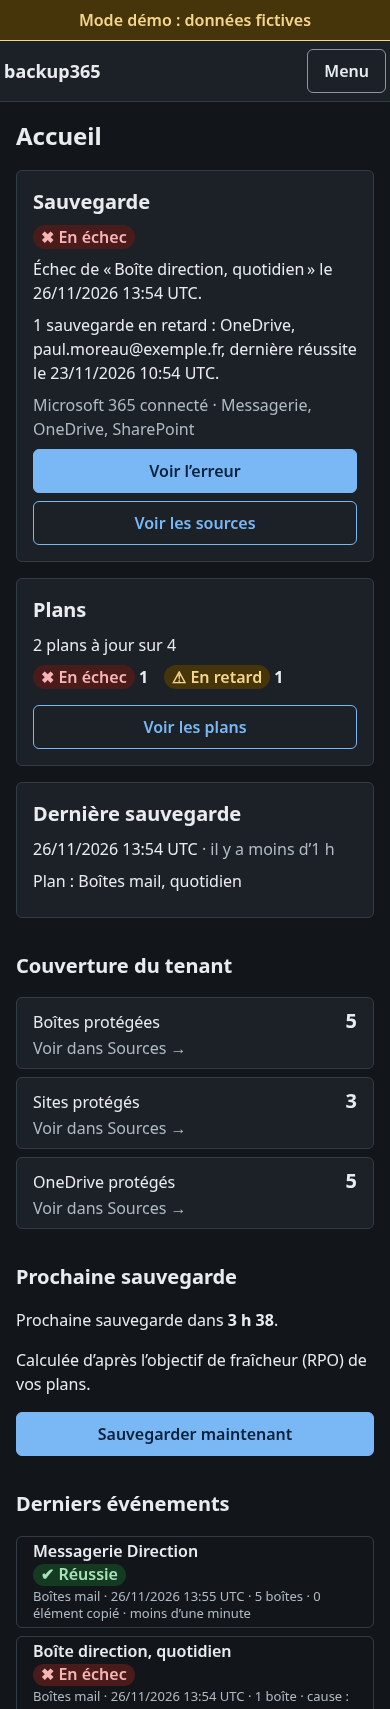 Mode démo : données fictives
backup365
Menu
Accueil
Sauvegarde
✖ En échec
Échec de « Boîte direction, quotidien » le
26/11/2026 13:54 UTC.
1 sauvegarde en retard : OneDrive,
paul.moreau@exemple.fr, dernière réussite
le 23/11/2026 10:54 UTC.
Microsoft 365 connecté · Messagerie,
OneDrive, SharePoint
Voir l’erreur
Voir les sources
Plans
2 plans à jour sur 4
✖ En échec 1 ⚠ En retard 1
Voir les plans
Dernière sauvegarde
26/11/2026 13:54 UTC · il y a moins d’1 h
Plan : Boîtes mail, quotidien
Couverture du tenant
Boîtes protégées 5
Voir dans Sources →
Sites protégés 3
Voir dans Sources →
OneDrive protégés 5
Voir dans Sources →
Prochaine sauvegarde
Prochaine sauvegarde dans 3 h 38.
Calculée d’après l’objectif de fraîcheur (RPO) de
vos plans.
Sauvegarder maintenant
Derniers événements
Messagerie Direction
✔ Réussie
Boîtes mail · 26/11/2026 13:55 UTC · 5 boîtes · 0
élément copié · moins d’une minute
Boîte direction, quotidien
✖ En échec
Boîtes mail · 26/11/2026 13:54 UTC · 1 boîte · cause :